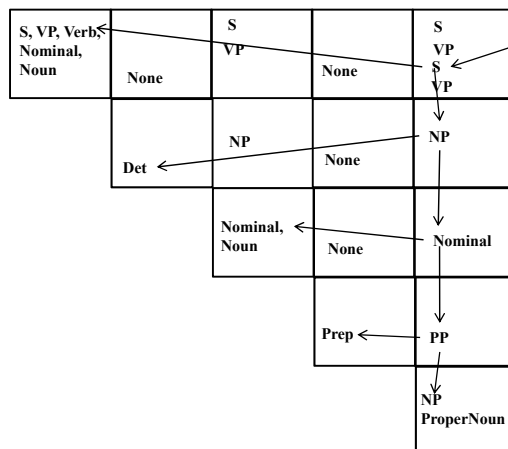 S, VP, Verb,
Nominal,
Noun
None
S
VP
None
S
VP
S
VP
Det
NP
None
NP
Nominal,
Noun
None
Nominal
Prep
PP
NP
ProperNoun